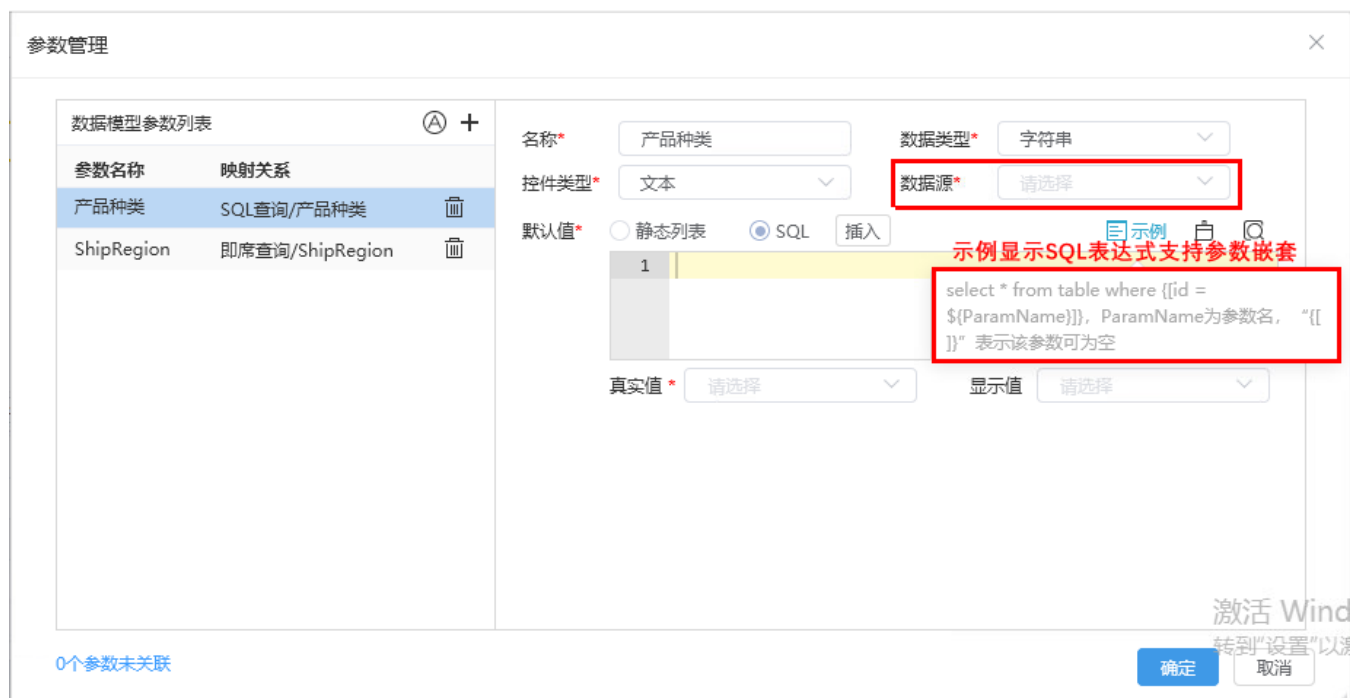 参数管理
数据模型参数列表
参数名称 映射关系
产品种类 SQL查询/产品种类
ShipRegion 即席查询/ShipRegion
0个参数未关联
名称* 产品种类 数据类型* 字符串
控件类型* 文本 数据源* 请选择
默认值* 静态列表 SQL 插入 示例
示例显示SQL表达式支持参数嵌套
1
select * from table where {[id =
${ParamName}]}，ParamName为参数名， “{[
]}” 表示该参数可为空
真实值 * 请选择 显示值 请选择
激活 Wind
转到"设置"以激
确定 取消